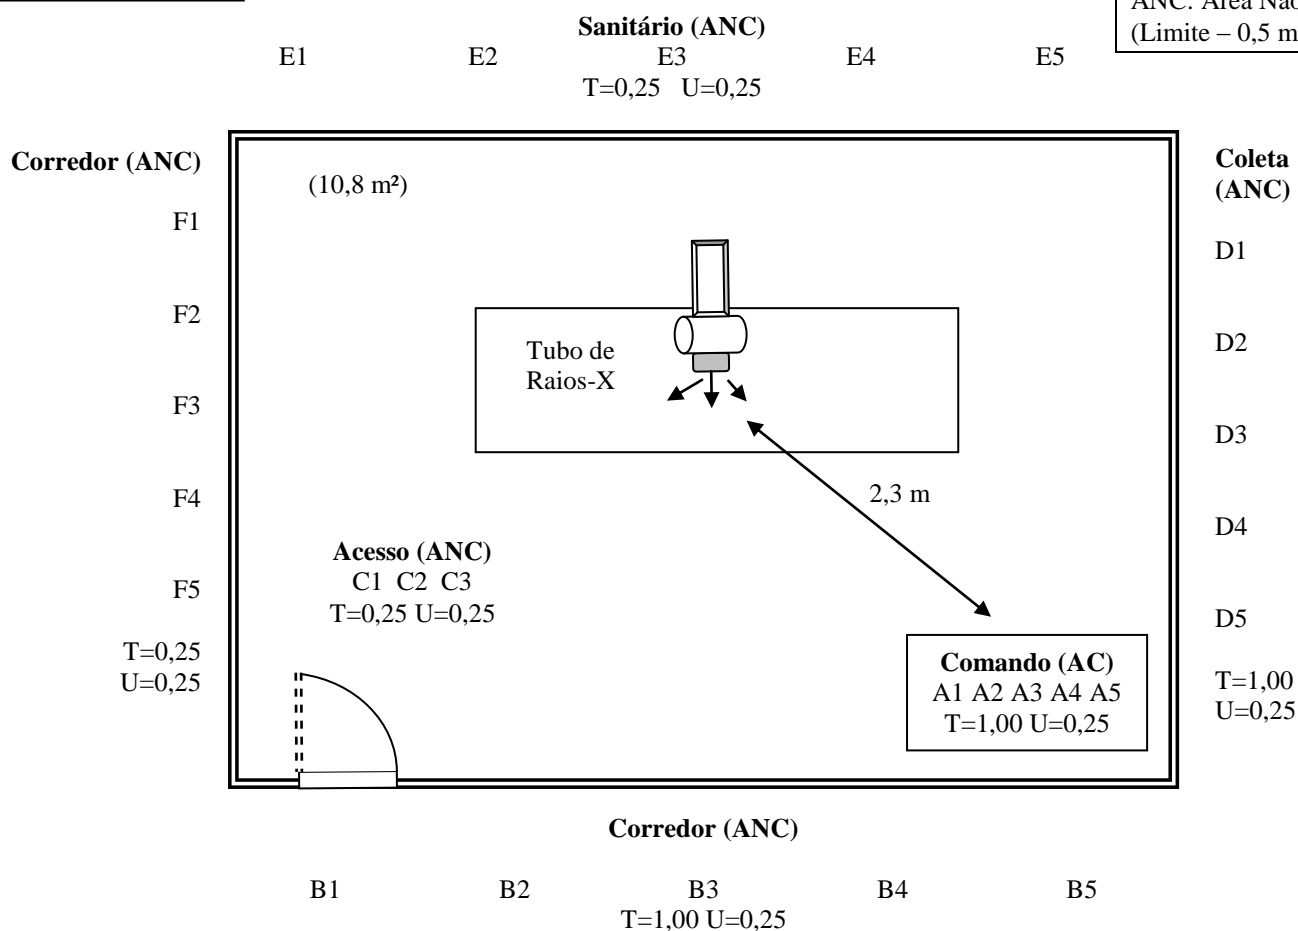 ANC: Área Não
(Limite – 0,5 m
Sanitário (ANC)
E1 E2 E3 E4 E5
T=0,25 U=0,25
Corredor (ANC)
F1
F2
F3
F4
F5
T=0,25
U=0,25
(10,8 m²)
Tubo de
Raios-X
2,3 m
Acesso (ANC)
C1 C2 C3
T=0,25 U=0,25
Comando (AC)
A1 A2 A3 A4 A5
T=1,00 U=0,25
Coleta
(ANC)
D1
D2
D3
D4
D5
T=1,00
U=0,25
Corredor (ANC)
B1 B2 B3 B4 B5
T=1,00 U=0,25